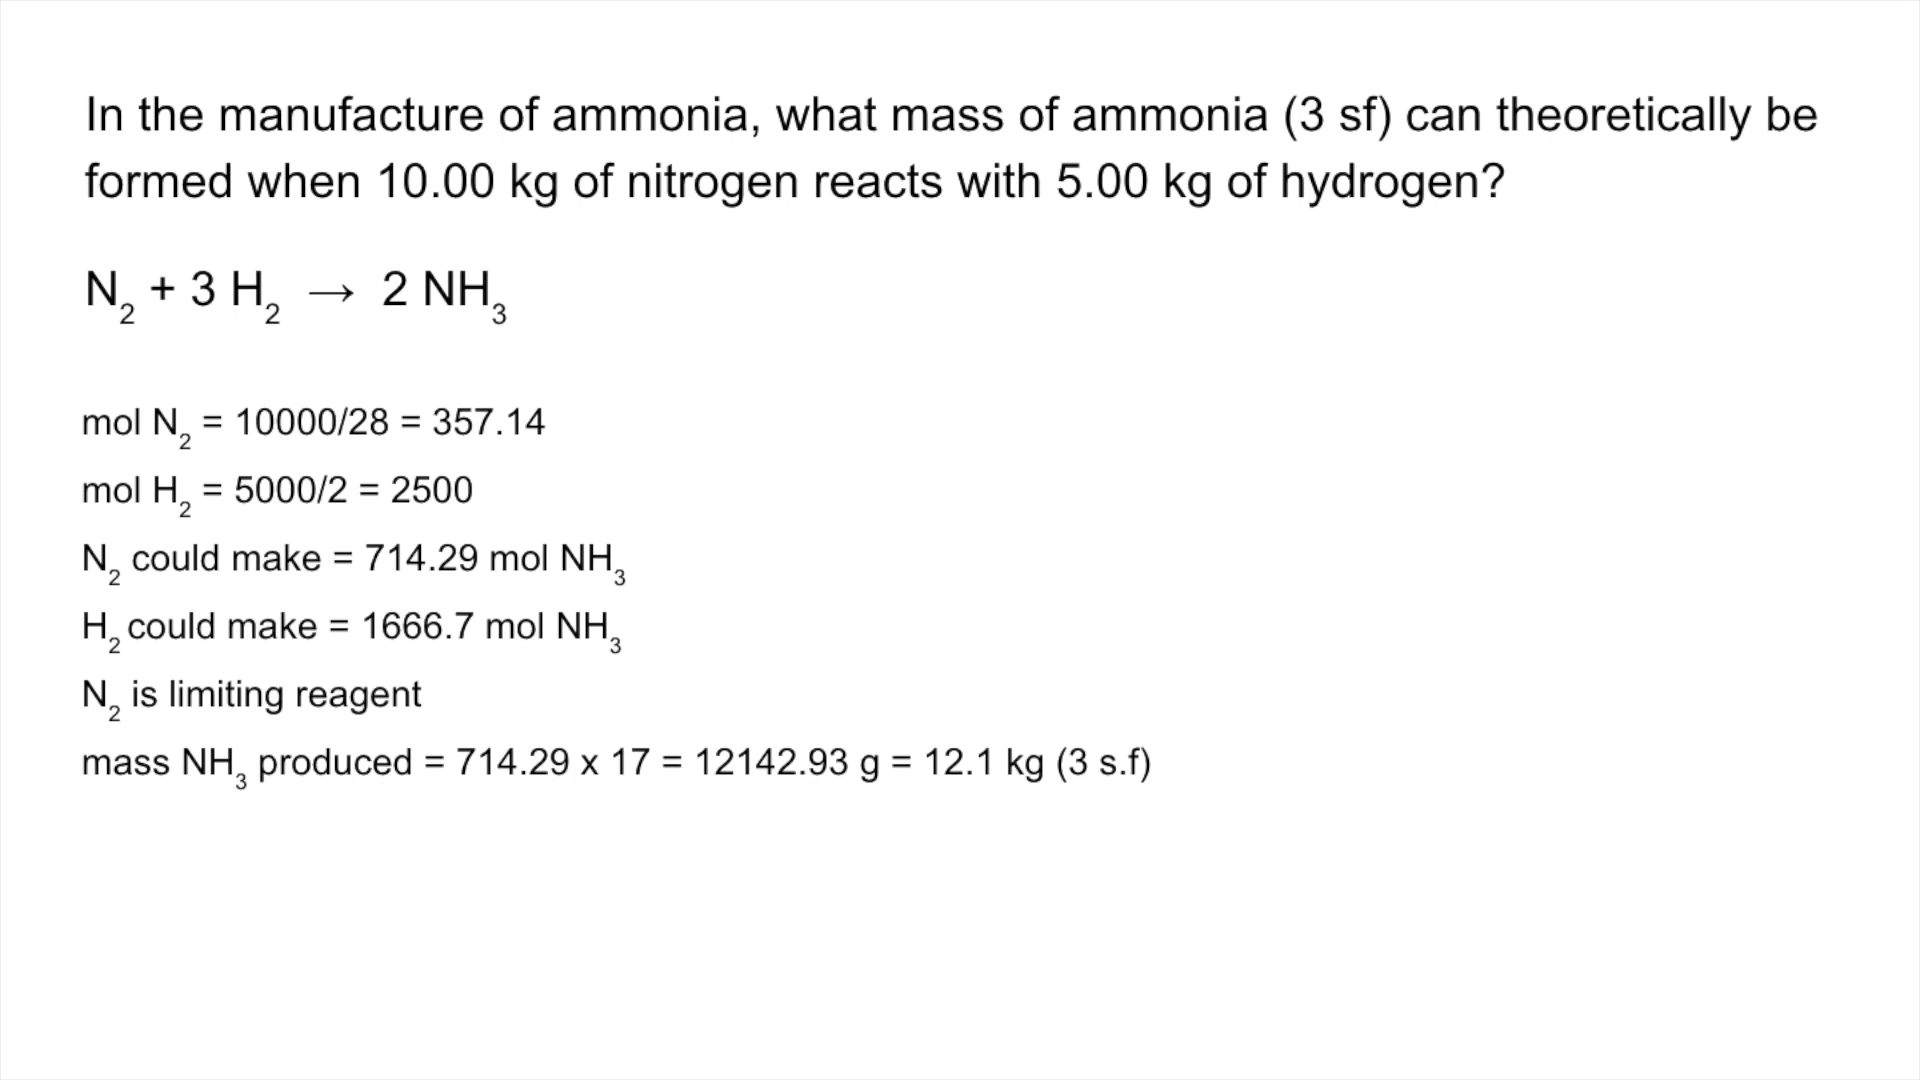 In the manufacture of ammonia, what mass of ammonia (3 sf) can theoretically be
formed when 10.00 kg of nitrogen reacts with 5.00 kg of hydrogen?
N₂ + 3 H₂ → 2 NH₃
mol N₂ = 10000/28 = 357.14
mol H₂ = 5000/2 = 2500
N₂ could make = 714.29 mol NH₃
H₂ could make = 1666.7 mol NH₃
N₂ is limiting reagent
mass NH₃ produced = 714.29 x 17 = 12142.93 g = 12.1 kg (3 s.f)